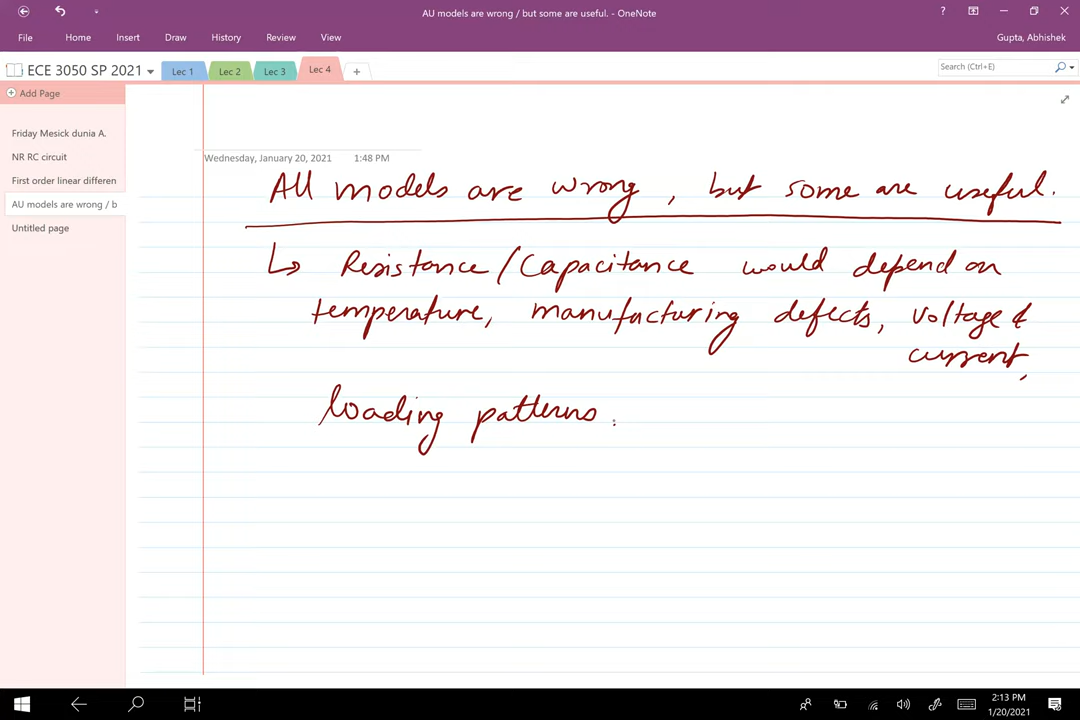 AU models are wrong / but some are useful. - OneNote
File Home Insert Draw History Review View
Gupta, Abhishek
ECE 3050 SP 2021
Lec 1 Lec 2 Lec 3 Lec 4
Search (Ctrl+E)
Add Page
Friday Mesick dunia A.
NR RC circuit
First order linear differen
AU models are wrong / b
Untitled page
Wednesday, January 20, 2021 1:48 PM
All models are wrong, but some are useful.
↳ Resistance/Capacitance would depend on
temperature, manufacturing defects, voltage &
current,
loading patterns.
2:13 PM
1/20/2021